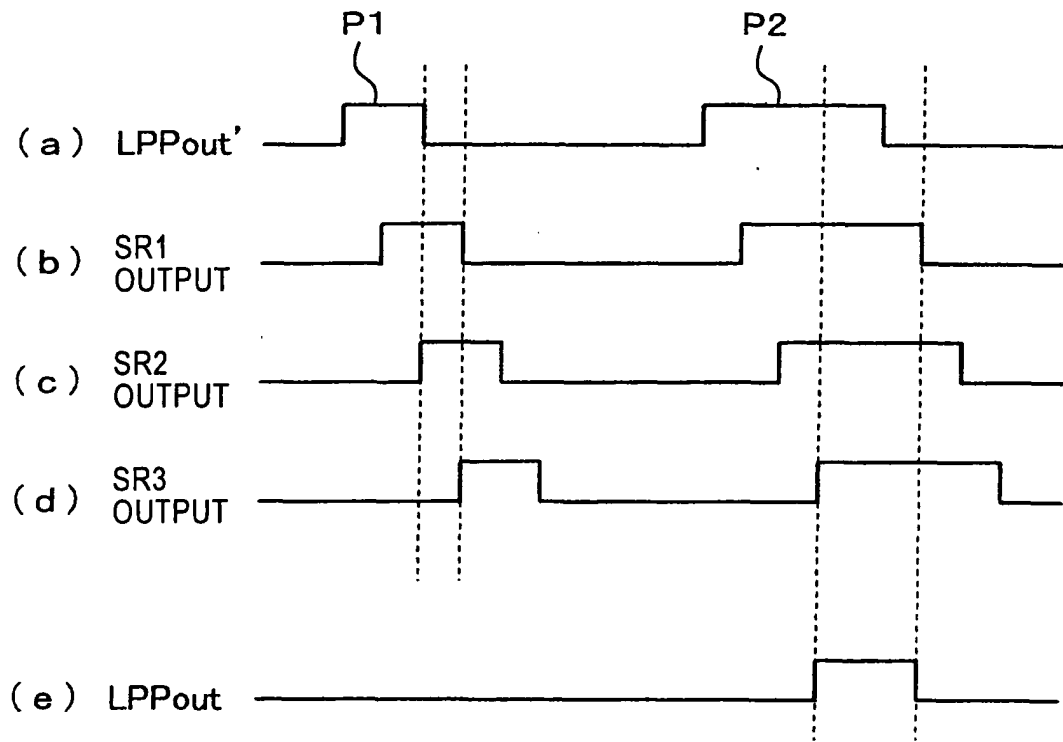 P1 P2
(a) LPPout'
(b) SR1
OUTPUT
(c) SR2
OUTPUT
(d) SR3
OUTPUT
(e) LPPout